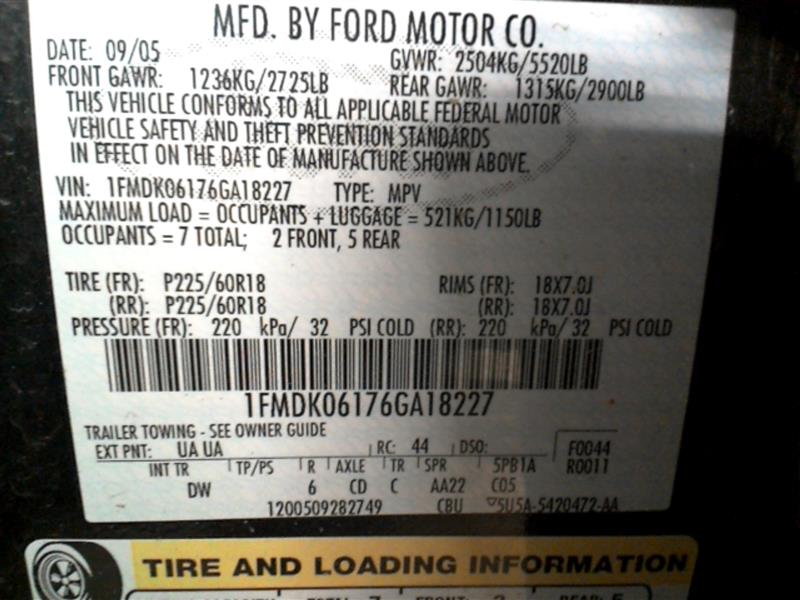 MFD. BY FORD MOTOR CO.
DATE: 09/05 GVWR: 2504KG/5520LB
FRONT GAWR: 1236KG/2725LB REAR GAWR: 1315KG/2900LB
THIS VEHICLE CONFORMS TO ALL APPLICABLE FEDERAL MOTOR
VEHICLE SAFETY AND THEFT PREVENTION STANDARDS
IN EFFECT ON THE DATE OF MANUFACTURE SHOWN ABOVE.
VIN: 1FMDK06176GA18227 TYPE: MPV
MAXIMUM LOAD = OCCUPANTS + LUGGAGE = 521KG/1150LB
OCCUPANTS = 7 TOTAL; 2 FRONT, 5 REAR
TIRE (FR): P225/60R18 RIMS (FR): 18X7.0J
(RR): P225/60R18 (RR): 18X7.0J
PRESSURE (FR): 220 kPa/ 32 PSI COLD (RR): 220 kPa/ 32 PSI COLD
1FMDK06176GA18227
TRAILER TOWING - SEE OWNER GUIDE
EXT PNT: UA UA RC: 44 DSO: F0044
INT TR TP/PS R AXLE TR SPR 5PB1A R0011
DW 6 CD C AA22 C05
1200509282749 CBU 5U5A-5420472-AA
TIRE AND LOADING INFORMATION